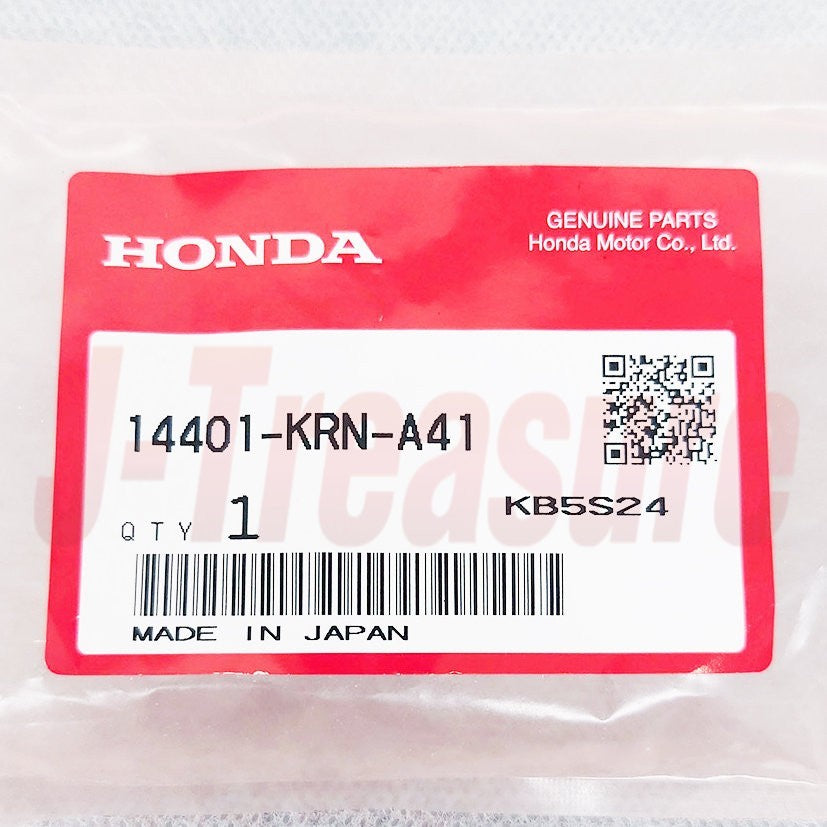 HONDA
GENUINE PARTS
Honda Motor Co., Ltd.
14401-KRN-A41
J-Treasure
KB5S24
QTY 1
MADE IN JAPAN